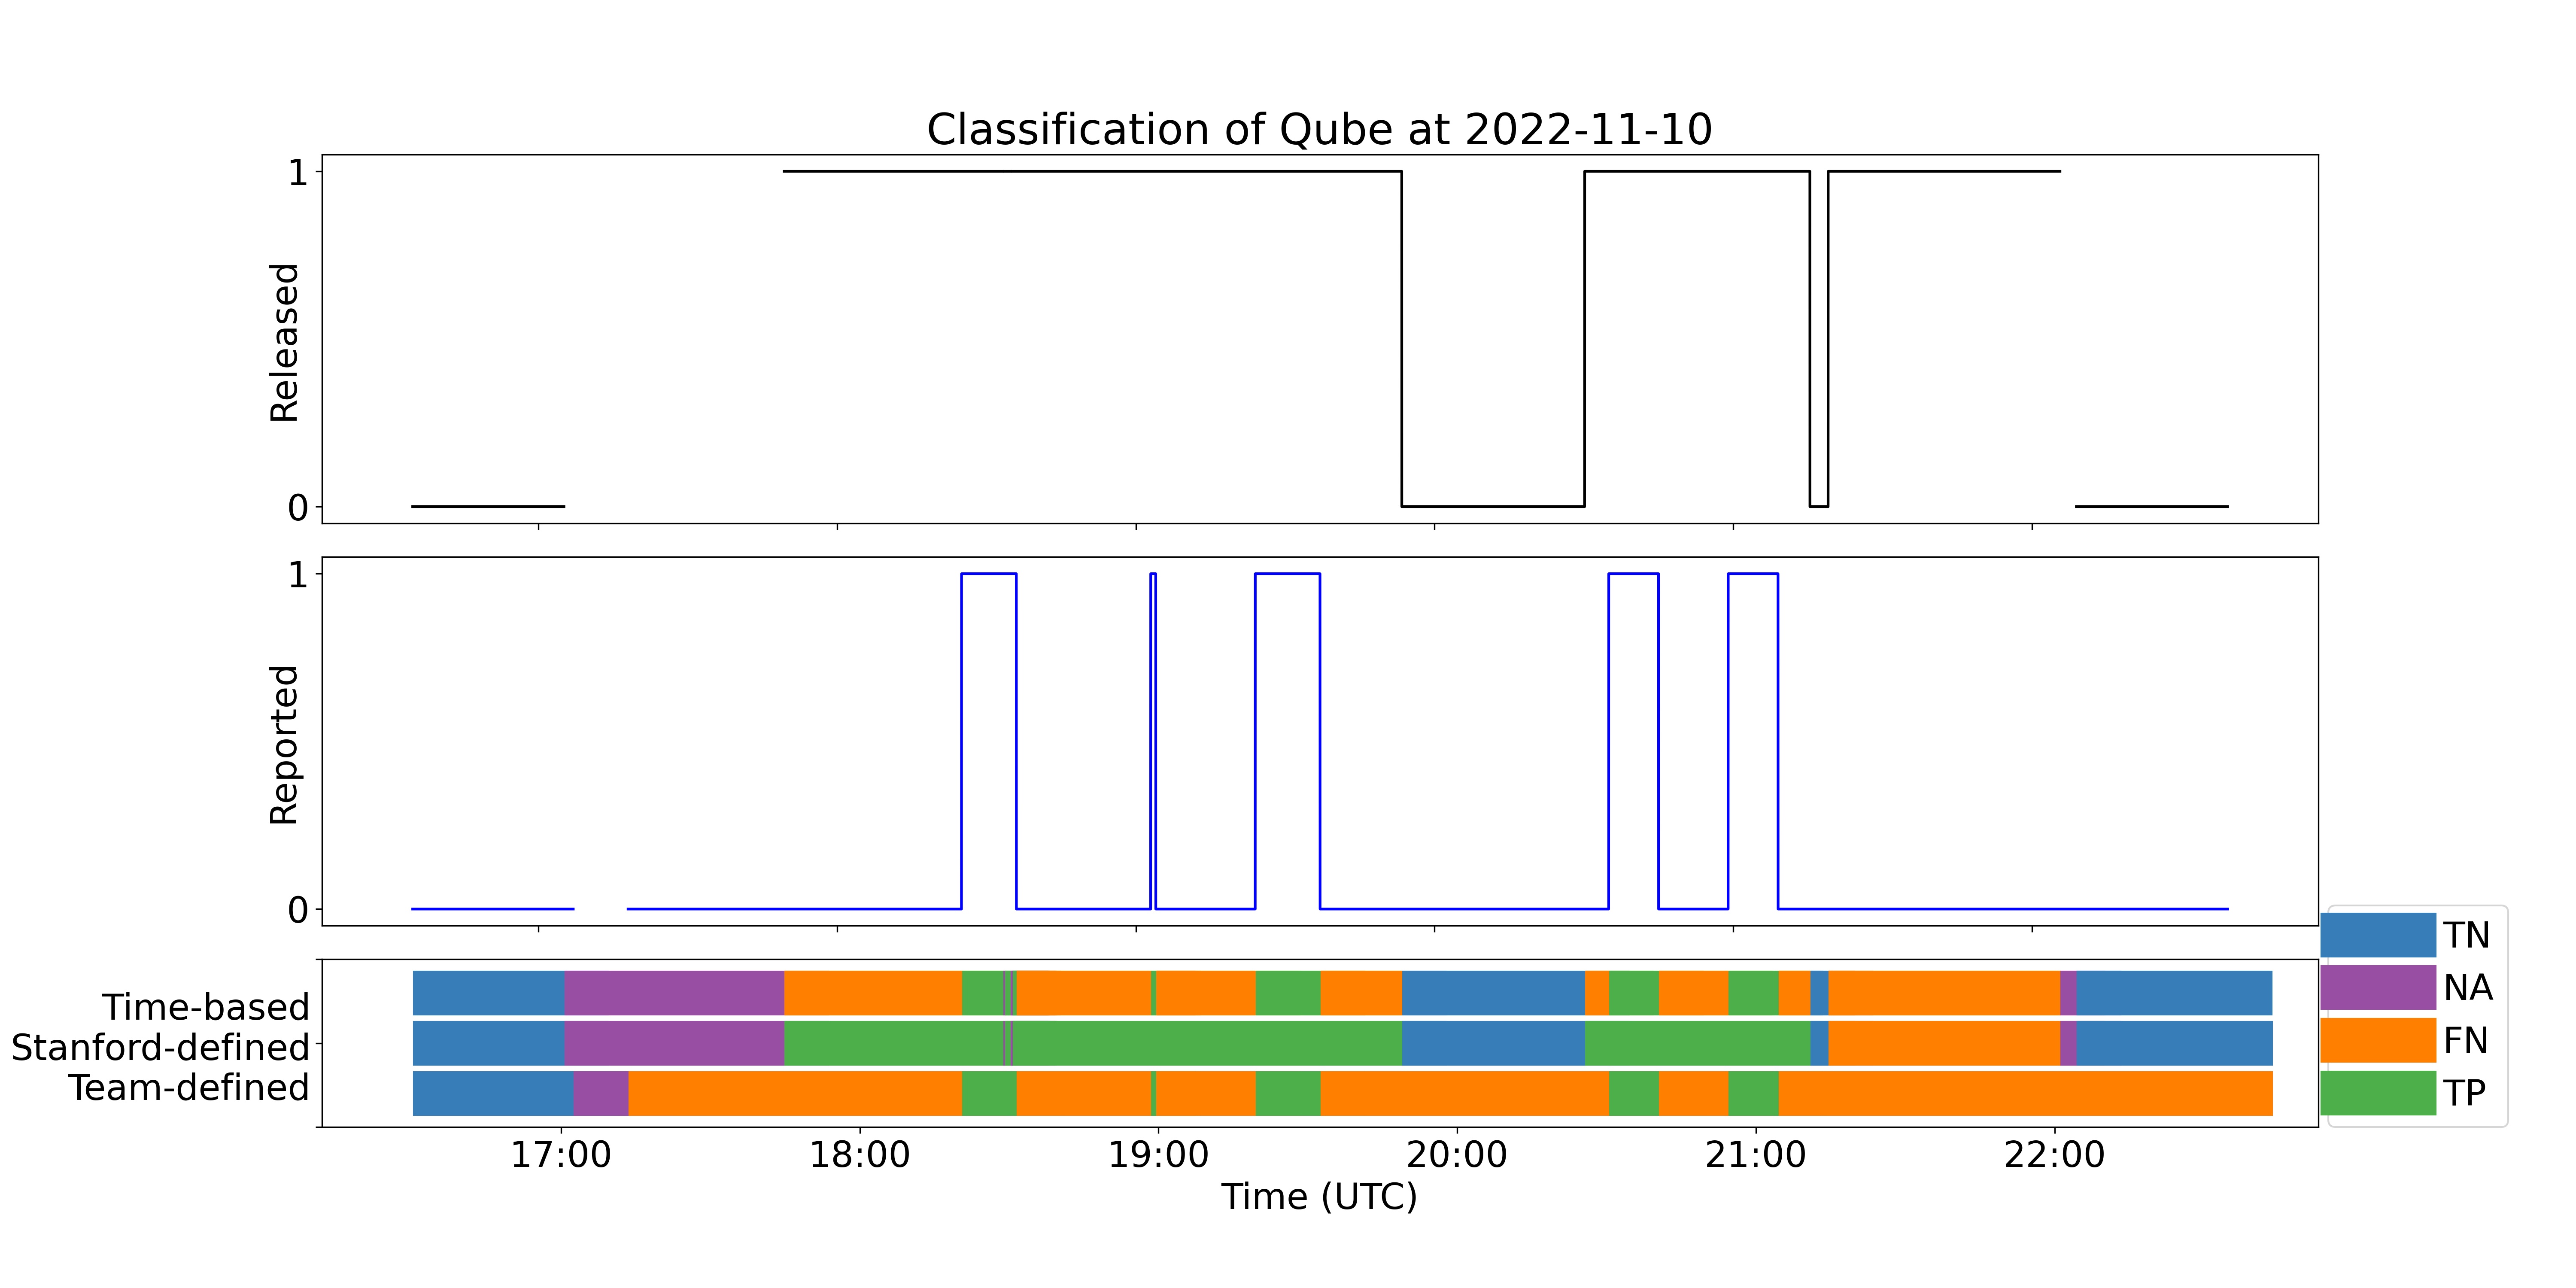 Classification of Qube at 2022-11-10
1
Released
0
1
Reported
0
TN
NA
FN
TP
Time-based
Stanford-defined
Team-defined
17:00 18:00 19:00 20:00 21:00 22:00
Time (UTC)